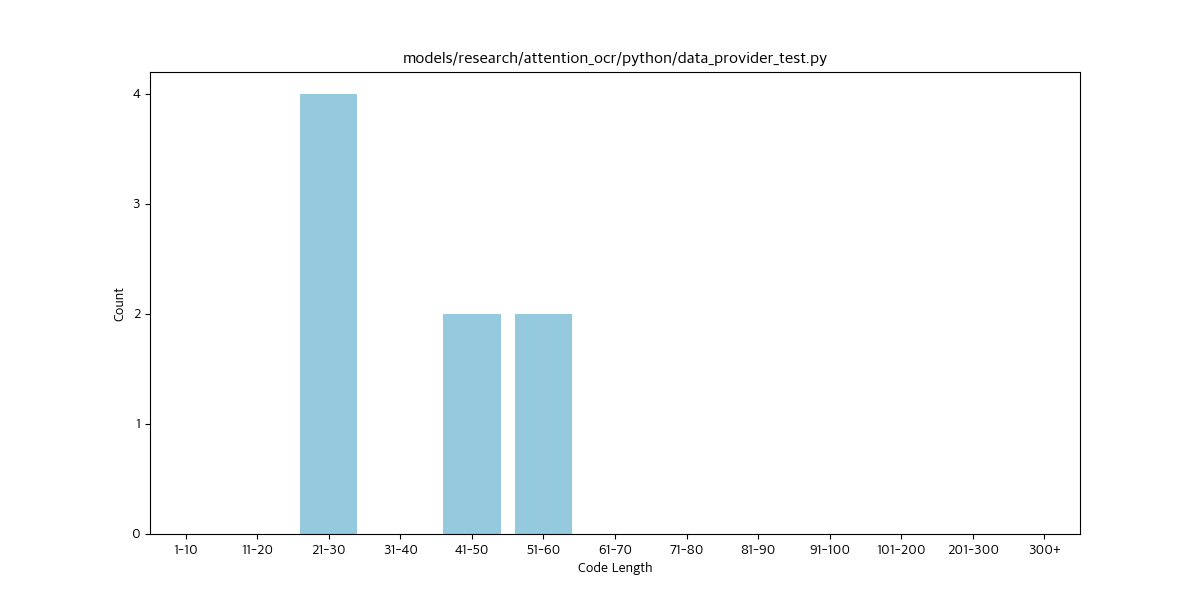 models/research/attention_ocr/python/data_provider_test.py
4
3
2
1
0
Count
1-10 11-20 21-30 31-40 41-50 51-60 61-70 71-80 81-90 91-100 101-200 201-300 300+
Code Length